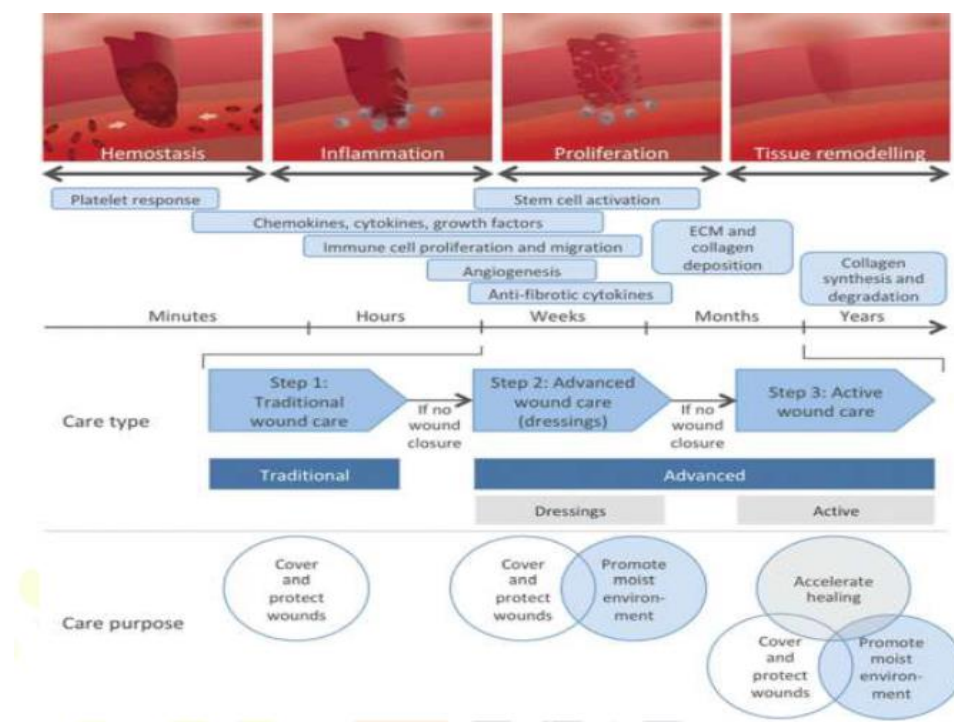 Hemostasis
Inflammation
Proliferation
Tissue remodelling
Platelet response
Stem cell activation
Chemokines, cytokines, growth factors
Immune cell proliferation and migration
ECM and
collagen
deposition
Angiogenesis
Anti-fibrotic cytokines
Collagen
synthesis and
degradation
Minutes
Hours
Weeks
Months
Years
Care type
Step 1:
Traditional
wound care
If no
wound
closure
Step 2: Advanced
wound care
(dressings)
If no
wound
closure
Step 3: Active
wound care
Traditional
Advanced
Dressings
Active
Care purpose
Cover
and
protect
wounds
Cover
and
protect
wounds
Promote
moist
environ-
ment
Accelerate
healing
Cover
and
protect
wounds
Promote
moist
environ-
ment